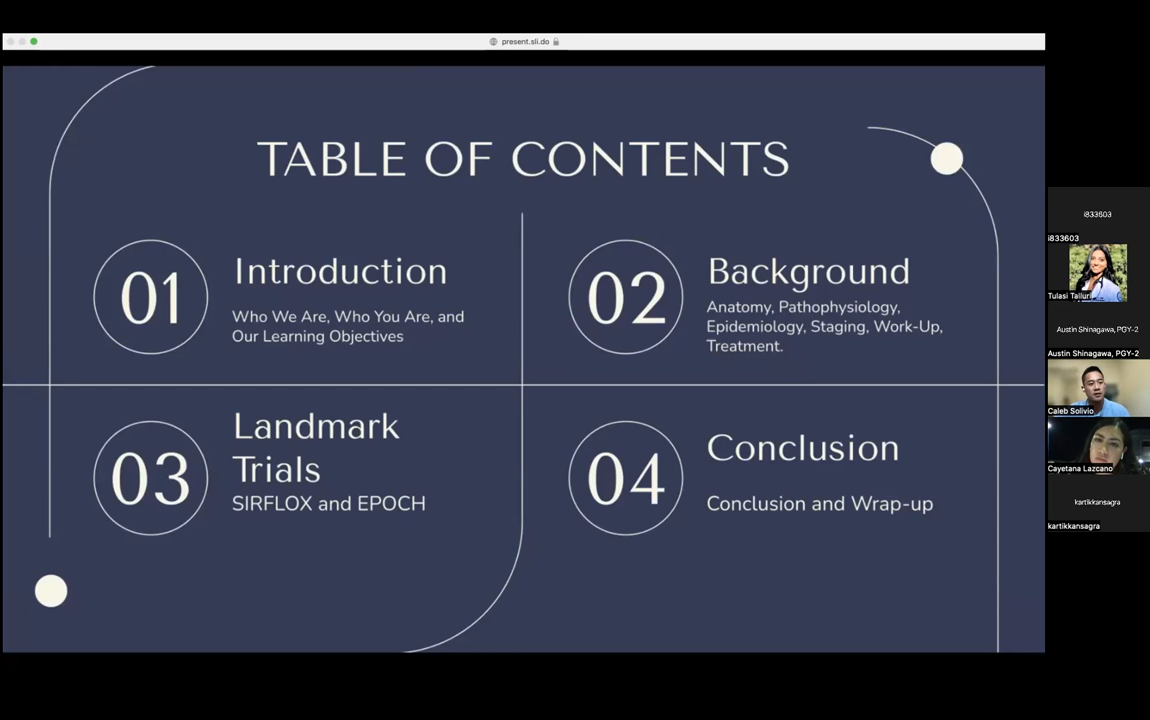 present.sli.do
TABLE OF CONTENTS
01
Introduction
Who We Are, Who You Are, and
Our Learning Objectives
02
Background
Anatomy, Pathophysiology,
Epidemiology, Staging, Work-Up,
Treatment.
03
Landmark
Trials
SIRFLOX and EPOCH
04
Conclusion
Conclusion and Wrap-up
i833603
i833603
Tulasi Talluri
Austin Shinagawa, PGY-2
Austin Shinagawa, PGY-2
Caleb Solivio
Cayetana Lazcano
kartikkansagra
kartikkansagra